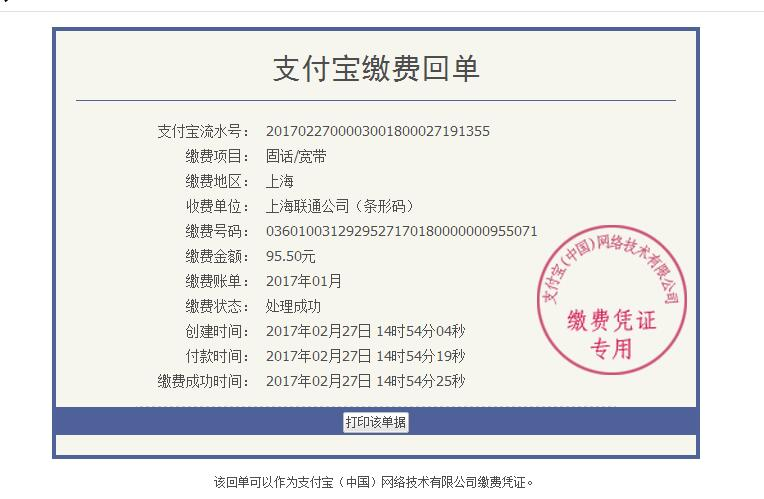 支付宝缴费回单
支付宝流水号： 2017022700003001800027191355
缴费项目： 固话/宽带
缴费地区： 上海
收费单位： 上海联通公司（条形码）
缴费号码： 036010031292952717018000000095507​1
缴费金额： 95.50元
缴费账单： 2017年01月
缴费状态： 处理成功
创建时间： 2017年02月27日 14时54分04秒
付款时间： 2017年02月27日 14时54分19秒
缴费成功时间： 2017年02月27日 14时54分25秒
支付宝(中国)网络技术有限公司
缴费凭证
专用
打印该单据
该回单可以作为支付宝（中国）网络技术有限公司缴费凭证。